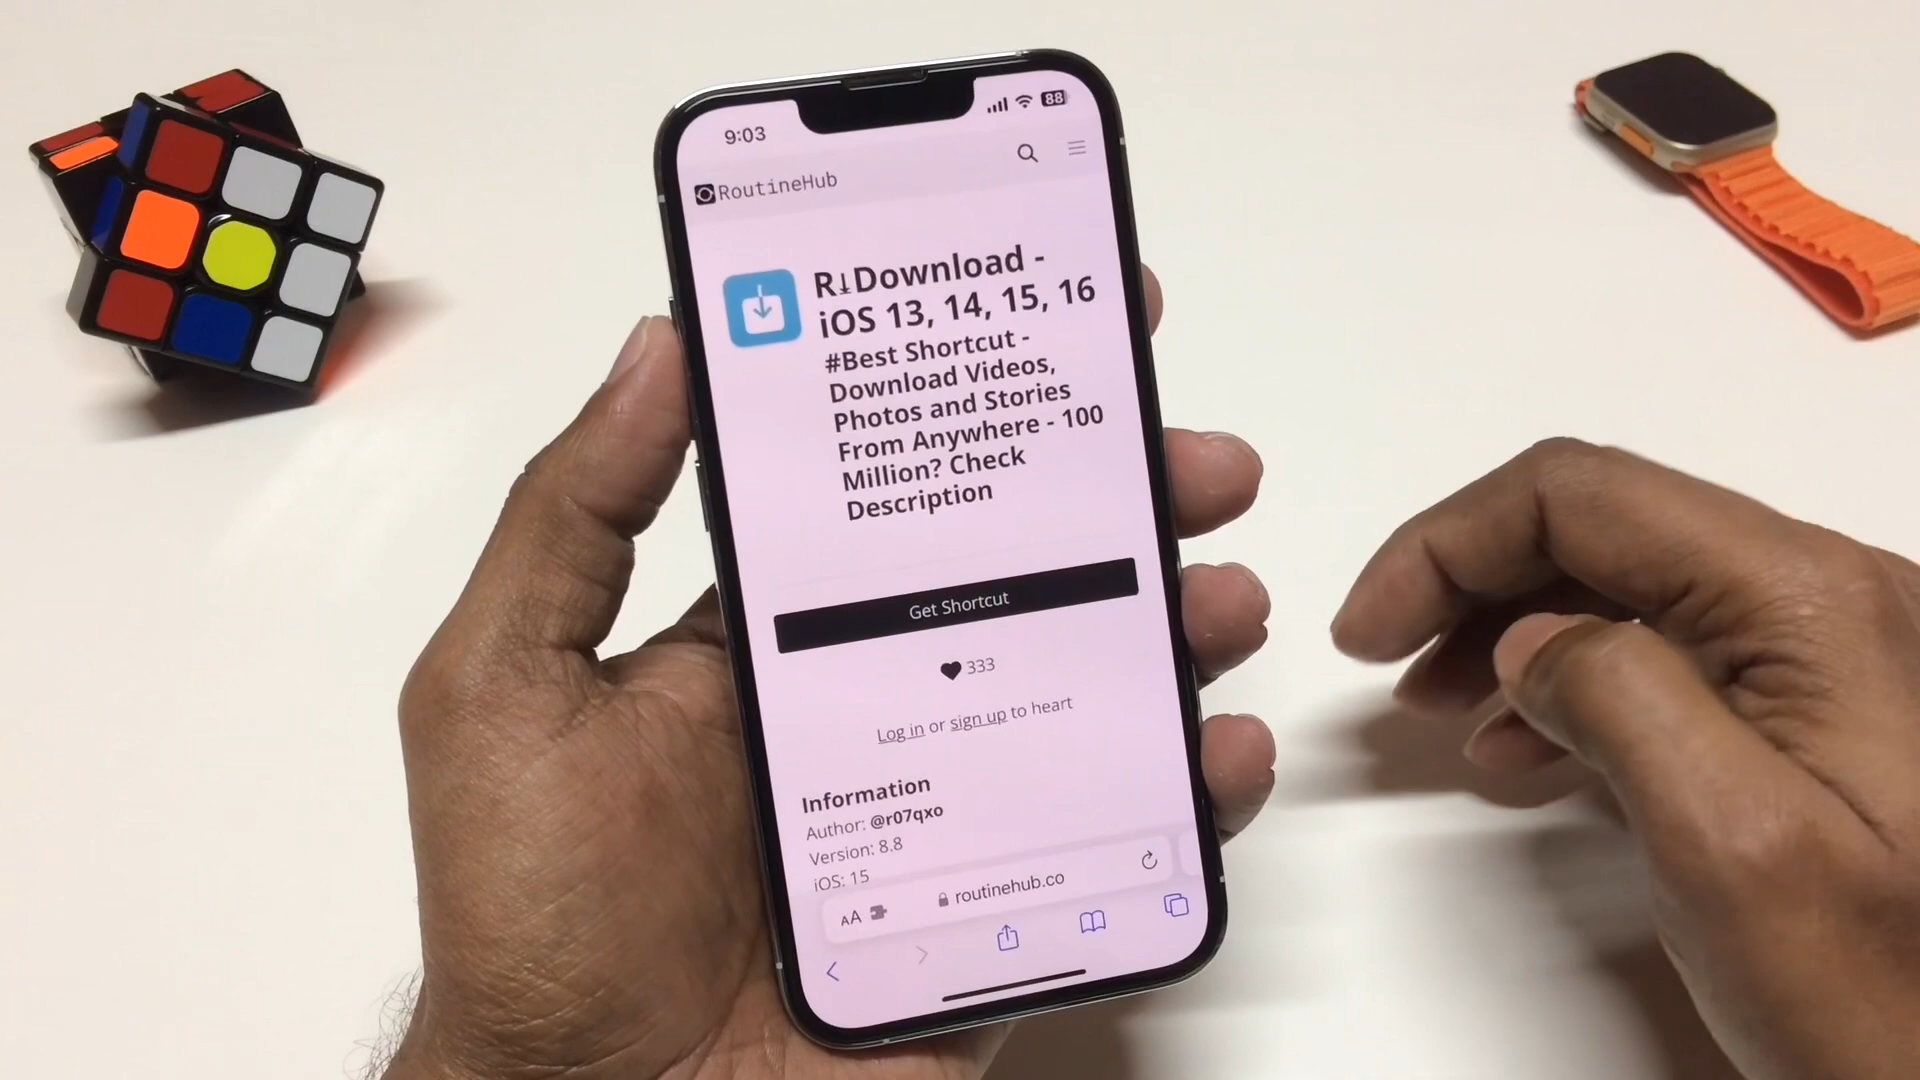 9:03
88
RoutineHub
R⤓Download -
iOS 13, 14, 15, 16
#Best Shortcut -
Download Videos,
Photos and Stories
From Anywhere - 100
Million? Check
Description
Get Shortcut
333
Log in or sign up to heart
Information
Author: @r07qxo
Version: 8.8
iOS: 15
AA routinehub.co